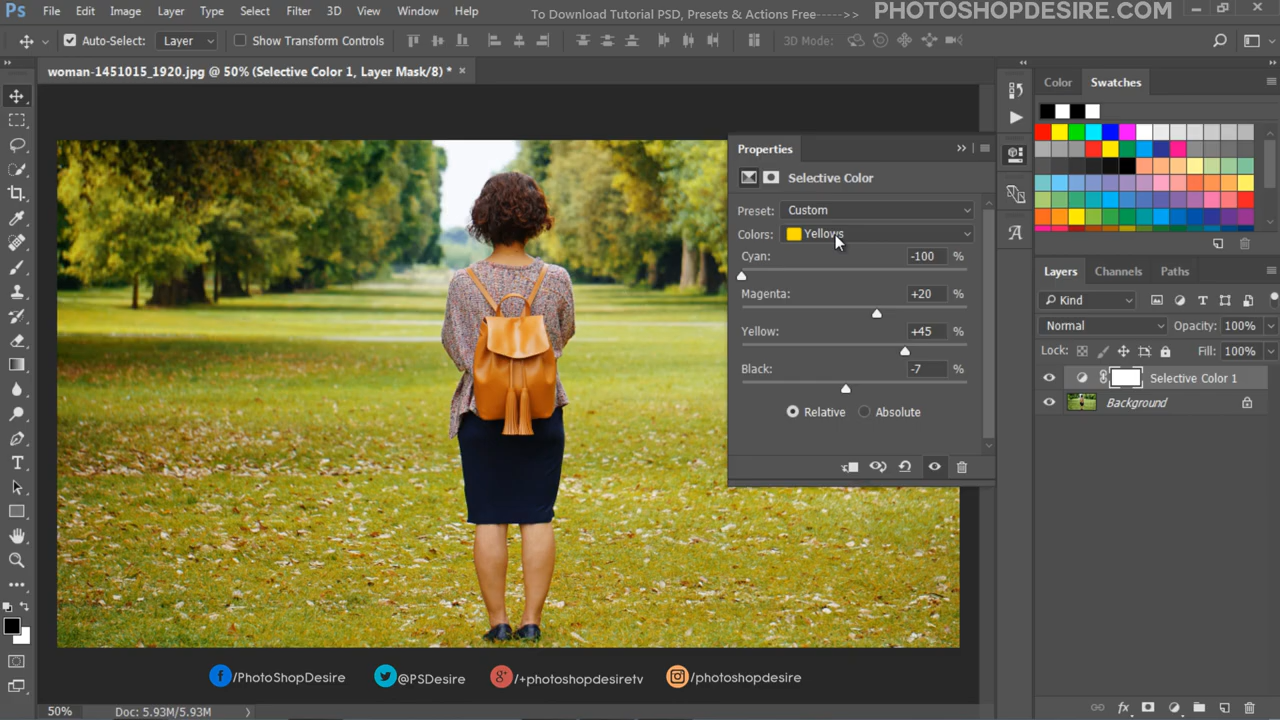 Ps File Edit Image Layer Type Select Filter 3D View Window Help To Download Tutorial PSD, Presets & Actions Free----->> PHOTOSHOPDESIRE.COM
Auto-Select: Layer Show Transform Controls 3D Mode:
woman-1451015_1920.jpg @ 50% (Selective Color 1, Layer Mask/8) * ×
Color Swatches
Properties
Selective Color
Preset: Custom
Colors: Yellows
Cyan: -100 %
Magenta: +20 %
Yellow: +45 %
Black: -7 %
Relative Absolute
Layers Channels Paths
Kind
Normal Opacity: 100%
Lock: Fill: 100%
Selective Color 1
Background
/PhotoShopDesire @PSDesire /+photoshopdesiretv /photoshopdesire
50% Doc: 5.93M/5.93M